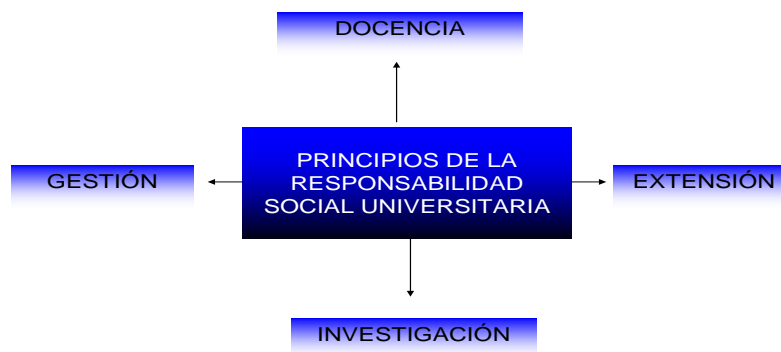 DOCENCIA
PRINCIPIOS DE LA
RESPONSABILIDAD
SOCIAL UNIVERSITARIA
GESTIÓN
EXTENSIÓN
INVESTIGACIÓN